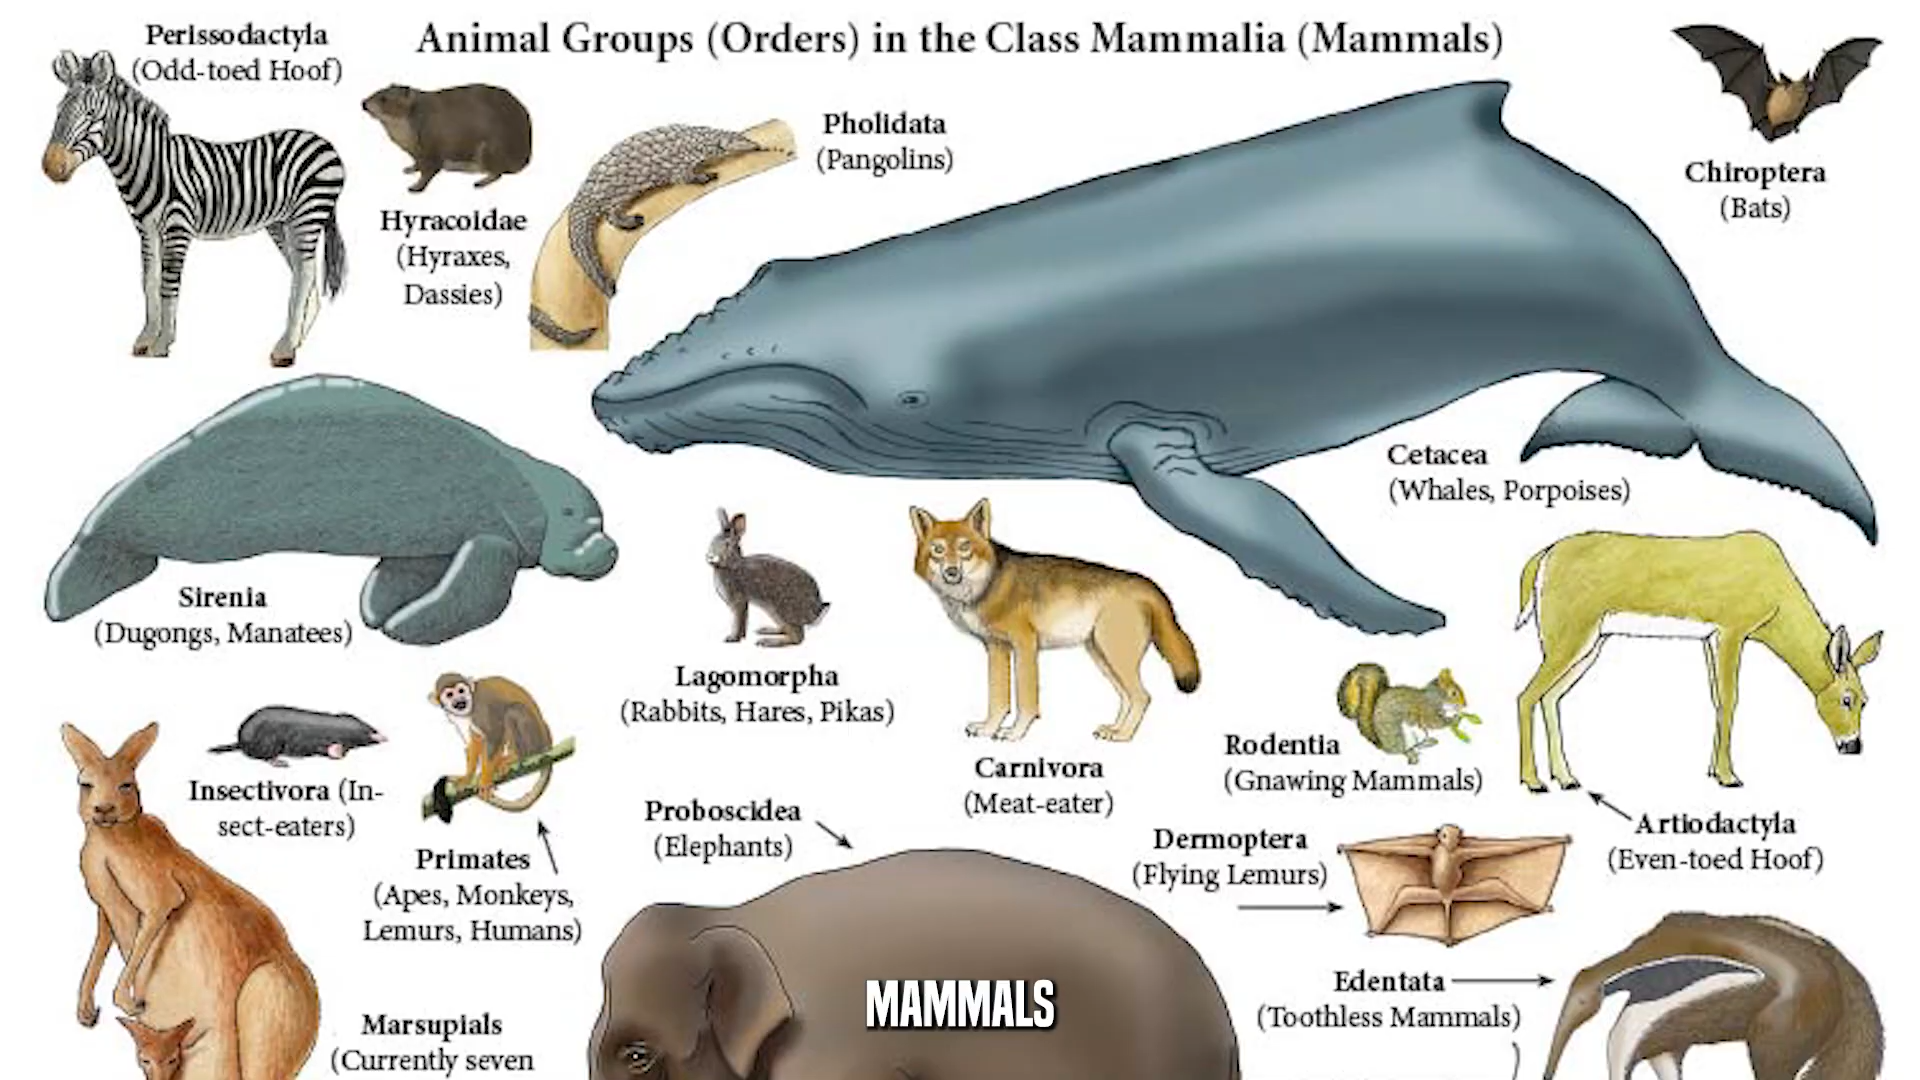 Animal Groups (Orders) in the Class Mammalia (Mammals)
Perissodactyla
(Odd-toed Hoof)
Hyracoidae
(Hyraxes,
Dassies)
Pholidata
(Pangolins)
Chiroptera
(Bats)
Cetacea
(Whales, Porpoises)
Sirenia
(Dugongs, Manatees)
Lagomorpha
(Rabbits, Hares, Pikas)
Carnivora
(Meat-eater)
Rodentia
(Gnawing Mammals)
Artiodactyla
(Even-toed Hoof)
Insectivora (In-
sect-eaters)
Primates
(Apes, Monkeys,
Lemurs, Humans)
Proboscidea
(Elephants)
Dermoptera
(Flying Lemurs)
Edentata
(Toothless Mammals)
Marsupials
(Currently seven
MAMMALS